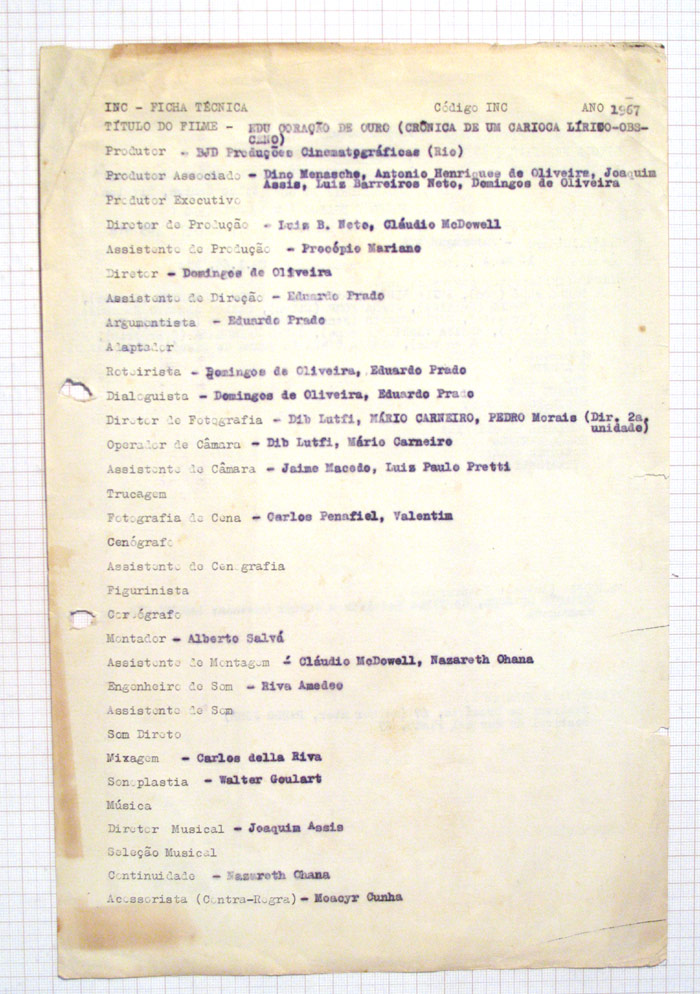 INC - FICHA TÉCNICA Código INC ANO 1967
TÍTULO DO FILME - EDU CORAÇÃO DE OURO (CRÔNICA DE UM CARIOCA LÍRICO-OBS-
CENO)
Produtor - BJD Produções Cinematográficas (Rio)
Produtor Associado - Dino Menasche, Antonio Henriques de Oliveira, Joaquim
Assis, Luis Barreiros Neto, Domingos de Oliveira
Produtor Executivo
Diretor de Produção - Luis B. Neto, Cláudio McDowell
Assistente de Produção - Procópio Mariano
Diretor - Domingos de Oliveira
Assistente de Direção - Eduardo Prado
Argumentista - Eduardo Prado
Adaptador
Roteirista - Domingos de Oliveira, Eduardo Prado
Dialoguista - Domingos de Oliveira, Eduardo Prado
Diretor de Fotografia - Dib Lutfi, MÁRIO CARNEIRO, PEDRO Morais (Dir. 2a.
unidade)
Operador de Câmara - Dib Lutfi, Mário Carneiro
Assistente de Câmara - Jaime Macedo, Luis Paulo Pretti
Trucagem
Fotografia de Cena - Carlos Penafiel, Valentim
Cenógrafo
Assistente de Cenografia
Figurinista
Coreógrafo
Montador - Alberto Salvá
Assistente de Montagem - Cláudio McDowell, Nazareth Ohana
Engenheiro de Som - Riva Amedeo
Assistente de Som
Som Direto
Mixagem - Carlos della Riva
Sonoplastia - Walter Goulart
Música
Diretor Musical - Joaquim Assis
Seleção Musical
Continuidade - Nazareth Ohana
Acessorista (Contra-Regra) - Moacyr Cunha